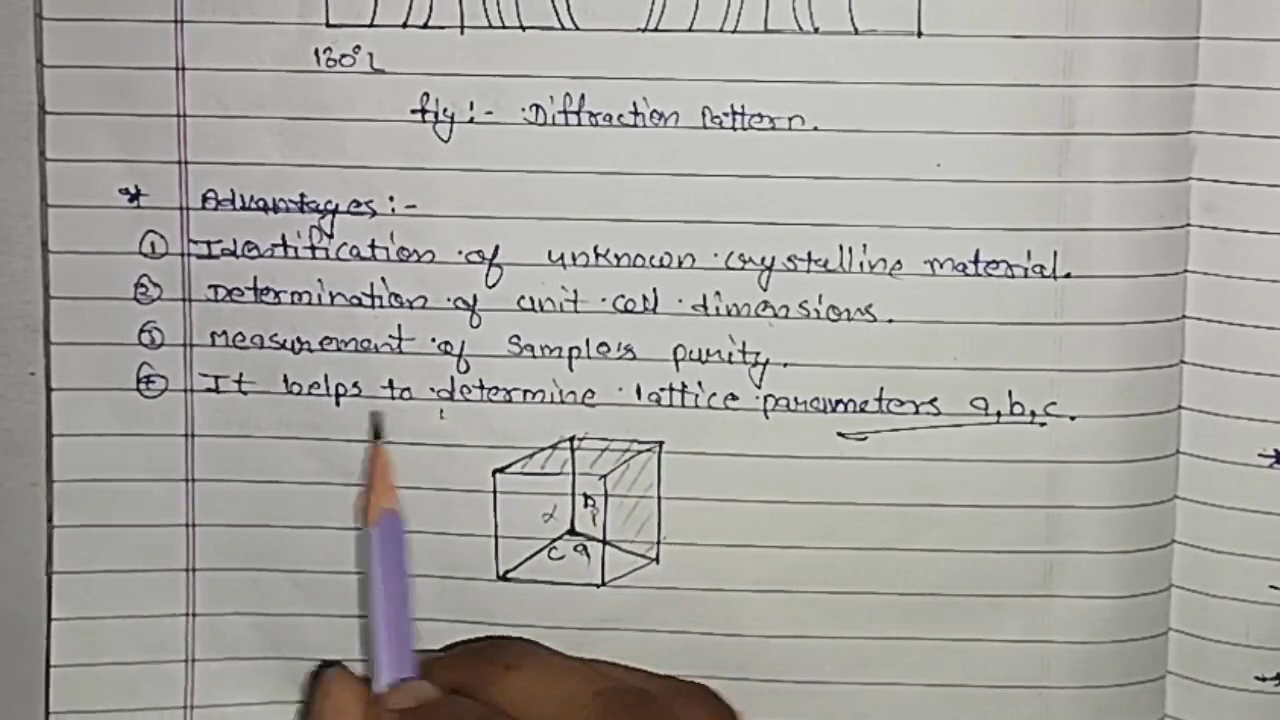 180°
fig:- Diffraction Pattern.
* Advantages:-
① Identification of unknown crystalline material.
② Determination of unit cell dimensions.
③ Measurement of Sample's purity.
④ It helps to determine lattice parameters a,b,c.
α
c a